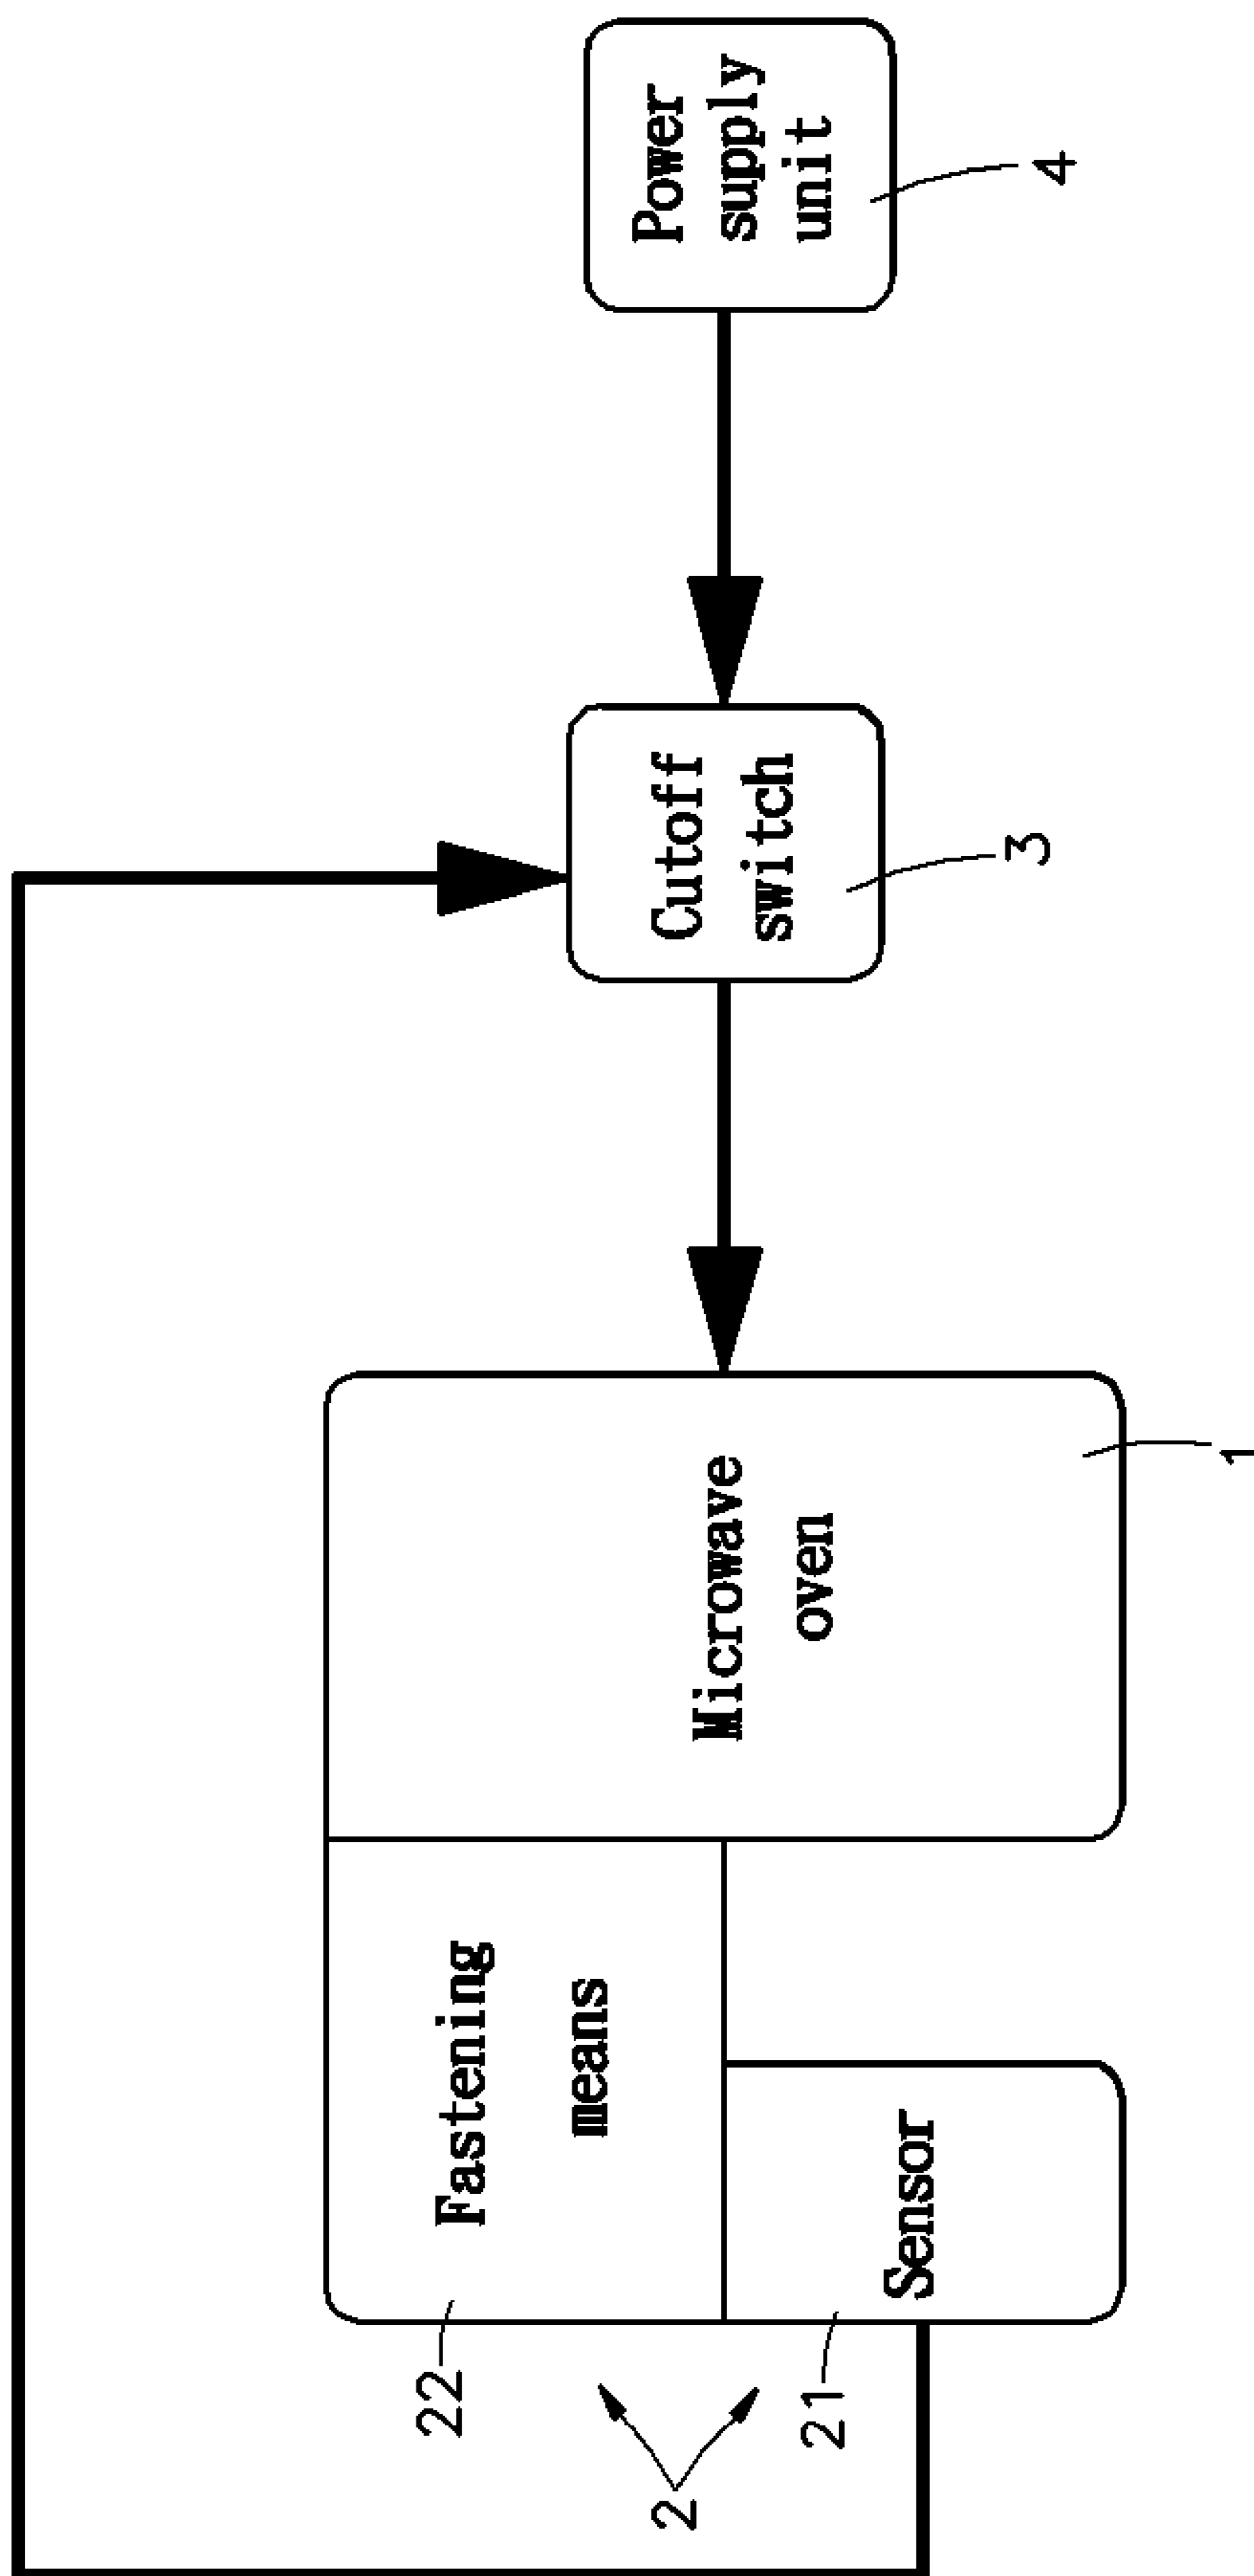 22
Fastening
means
2
21
Sensor
Microwave
oven
1
Cutoff
switch
3
Power
supply
unit
4